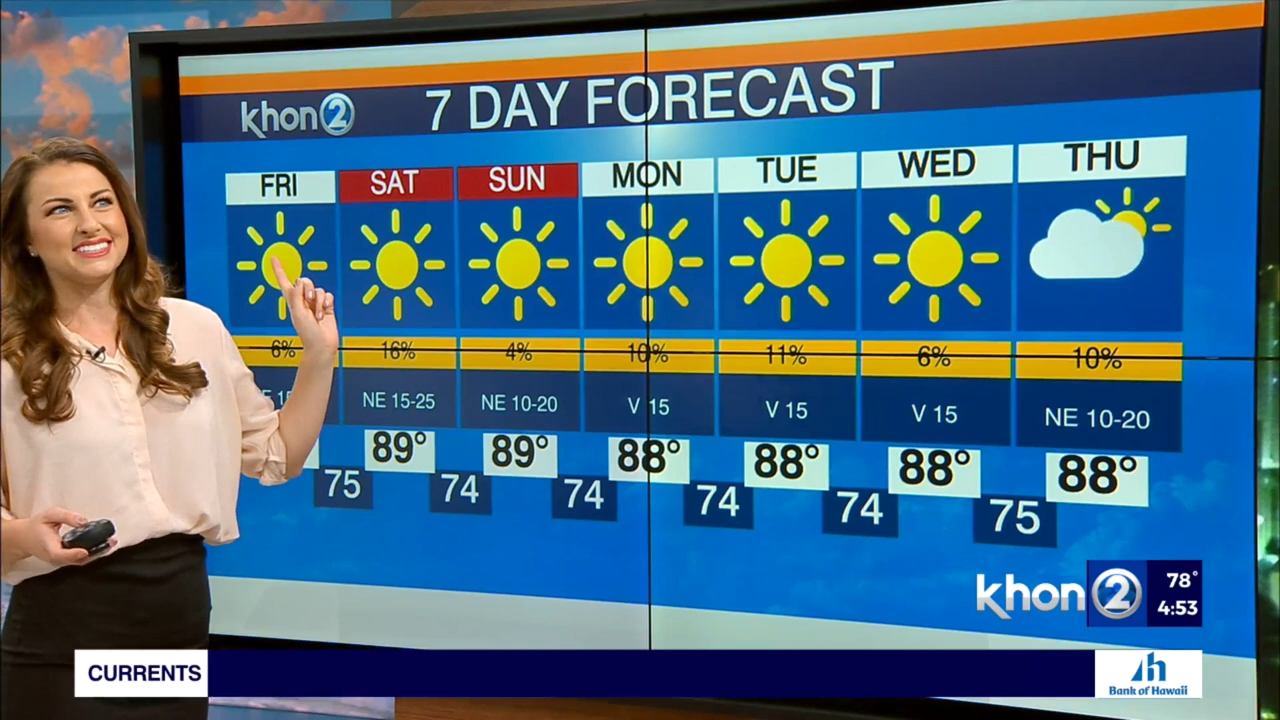 khon2
7 DAY FORECAST
FRI SAT SUN MON TUE WED THU
6% 16% 4% 10% 11% 6% 10%
NE 15-25 NE 10-20 V 15 V 15 V 15 NE 10-20
89° 89° 88° 88° 88° 88°
75 74 74 74 74 75
khon2 78°
4:53
CURRENTS
Bank of Hawaii